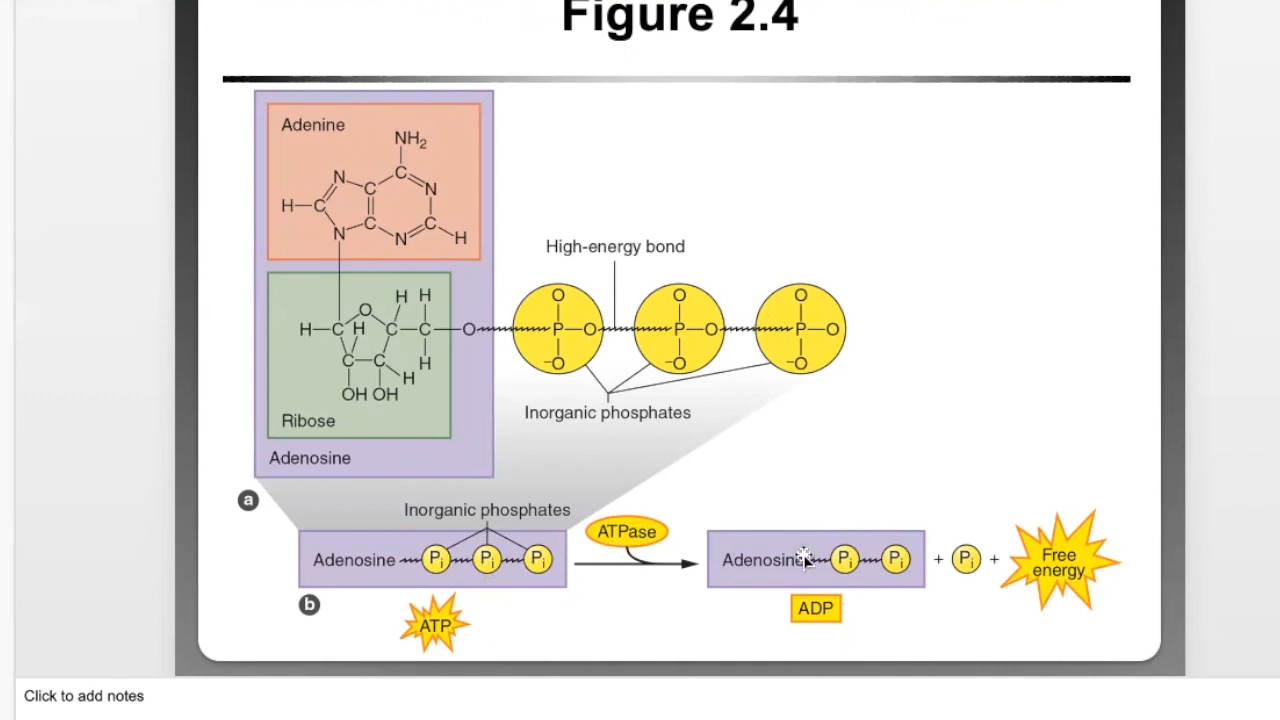 Figure 2.4
Adenine
NH2
N
C
C
N
H
C
C
C
N
N
H
High-energy bond
H H
O
H
C
H
C
C
O
P
O
P
O
P
O
O
O
O
C
C
H
H
OH OH
−O
−O
−O
Inorganic phosphates
Ribose
Adenosine
a
Inorganic phosphates
ATPase
Adenosine Pi Pi Pi
Adenosine Pi Pi + Pi + Free energy
b
ATP
ADP
Click to add notes